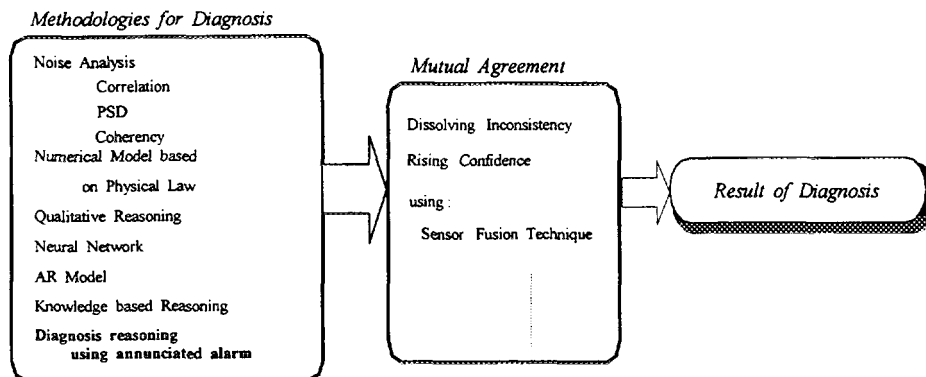 Methodologies for Diagnosis
Noise Analysis
Correlation
PSD
Coherency
Numerical Model based
on Physical Law
Qualitative Reasoning
Neural Network
AR Model
Knowledge based Reasoning
Diagnosis reasoning
using annunciated alarm
Mutual Agreement
Dissolving Inconsistency
Rising Confidence
using :
Sensor Fusion Technique
Result of Diagnosis